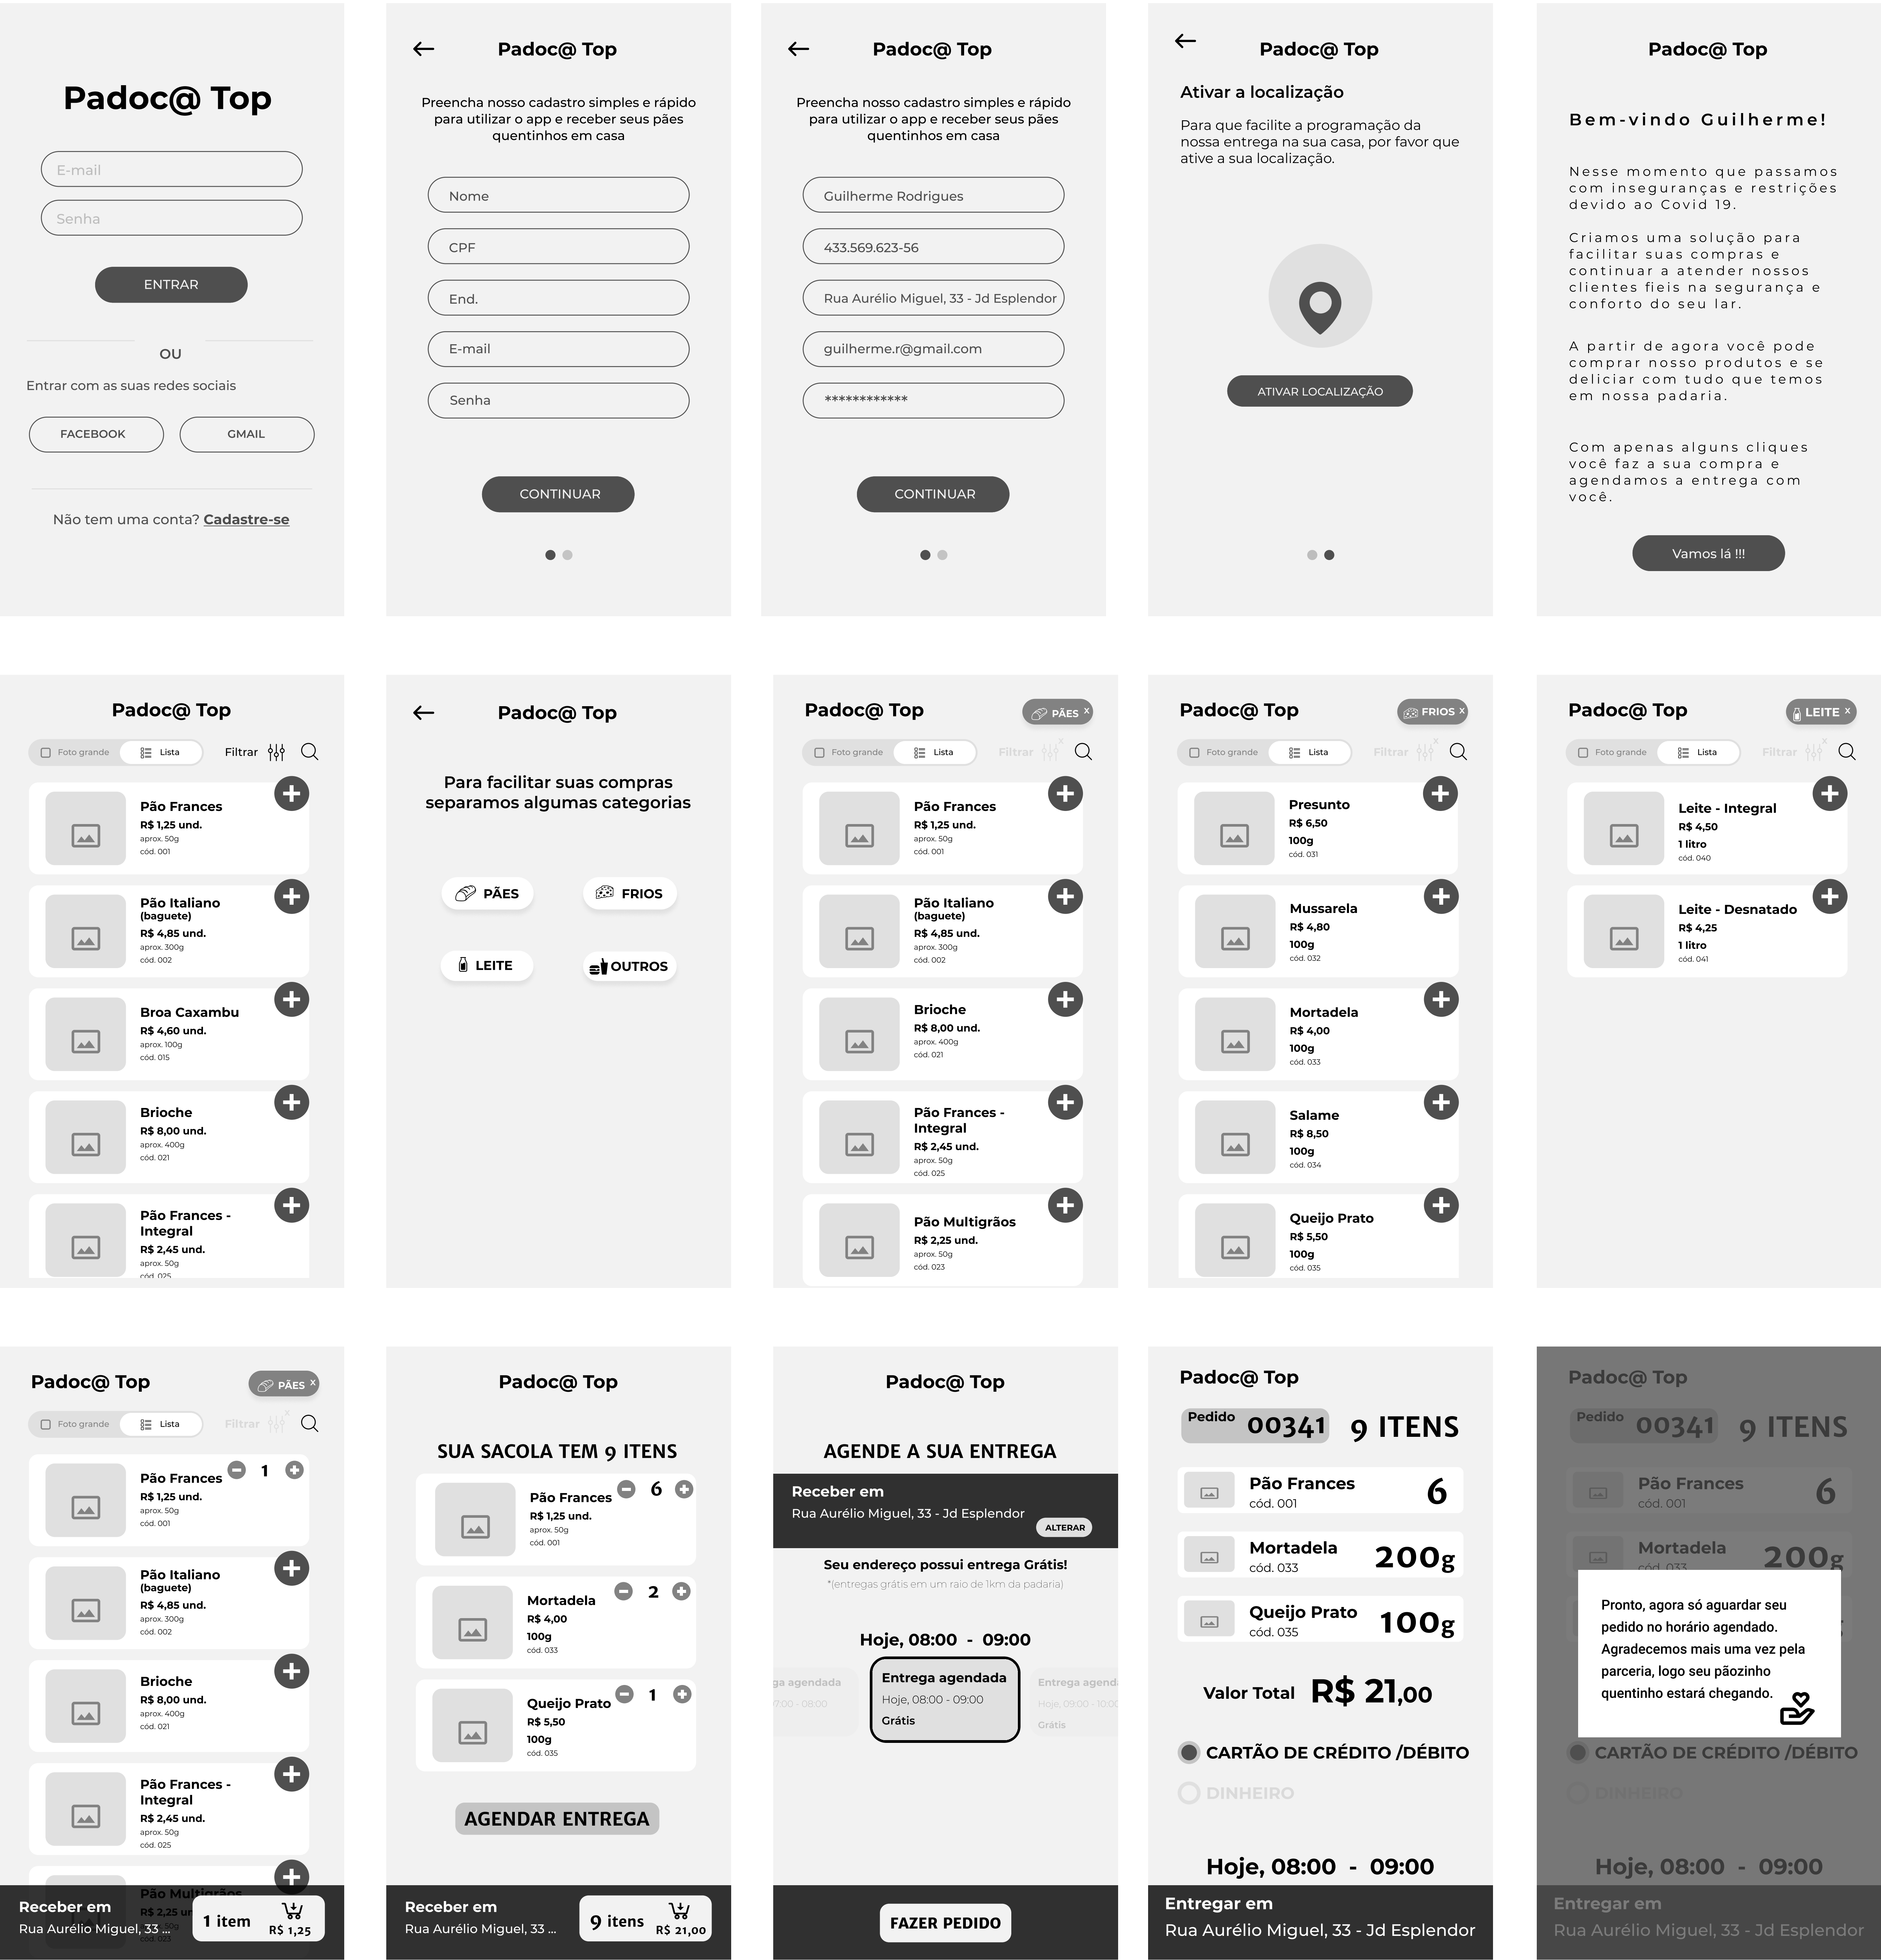 Padoc@ Top
E-mail
Senha
ENTRAR
OU
Entrar com as suas redes sociais
FACEBOOK
GMAIL
Não tem uma conta? Cadastre-se
Padoc@ Top
Preencha nosso cadastro simples e rápido
para utilizar o app e receber seus pães
quentinhos em casa
Nome
CPF
End.
E-mail
Senha
CONTINUAR
Padoc@ Top
Preencha nosso cadastro simples e rápido
para utilizar o app e receber seus pães
quentinhos em casa
Guilherme Rodrigues
433.569.623-56
Rua Aurélio Miguel, 33 - Jd Esplendor
guilherme.r@gmail.com
************
CONTINUAR
Padoc@ Top
Ativar a localização
Para que facilite a programação da
nossa entrega na sua casa, por favor que
ative a sua localização.
ATIVAR LOCALIZAÇÃO
Padoc@ Top
Bem-vindo Guilherme!
Nesse momento que passamos
com inseguranças e restrições
devido ao Covid 19.
Criamos uma solução para
facilitar suas compras e
continuar a atender nossos
clientes fieis na segurança e
conforto do seu lar.
A partir de agora você pode
comprar nosso produtos e se
deliciar com tudo que temos
em nossa padaria.
Com apenas alguns cliques
você faz a sua compra e
agendamos a entrega com
você.
Vamos lá !!!
Padoc@ Top
Foto grande
Lista
Filtrar
Pão Frances
R$ 1,25 und.
aprox. 50g
cód. 001
Pão Italiano
(baguete)
R$ 4,85 und.
aprox. 300g
cód. 002
Broa Caxambu
R$ 4,60 und.
aprox. 100g
cód. 015
Brioche
R$ 8,00 und.
aprox. 400g
cód. 021
Pão Frances -
Integral
R$ 2,45 und.
aprox. 50g
cód. 025
Padoc@ Top
Para facilitar suas compras
separamos algumas categorias
PÃES
FRIOS
LEITE
OUTROS
Padoc@ Top
PÃES x
Foto grande
Lista
Filtrar x
Pão Frances
R$ 1,25 und.
aprox. 50g
cód. 001
Pão Italiano
(baguete)
R$ 4,85 und.
aprox. 300g
cód. 002
Brioche
R$ 8,00 und.
aprox. 400g
cód. 021
Pão Frances -
Integral
R$ 2,45 und.
aprox. 50g
cód. 025
Pão Multigrãos
R$ 2,25 und.
aprox. 50g
cód. 023
Padoc@ Top
FRIOS x
Foto grande
Lista
Filtrar x
Presunto
R$ 6,50
100g
cód. 031
Mussarela
R$ 4,80
100g
cód. 032
Mortadela
R$ 4,00
100g
cód. 033
Salame
R$ 8,50
100g
cód. 034
Queijo Prato
R$ 5,50
100g
cód. 035
Padoc@ Top
LEITE x
Foto grande
Lista
Filtrar x
Leite - Integral
R$ 4,50
1 litro
cód. 040
Leite - Desnatado
R$ 4,25
1 litro
cód. 041
Padoc@ Top
PÃES x
Foto grande
Lista
Filtrar x
Pão Frances
1
R$ 1,25 und.
aprox. 50g
cód. 001
Pão Italiano
(baguete)
R$ 4,85 und.
aprox. 300g
cód. 002
Brioche
R$ 8,00 und.
aprox. 400g
cód. 021
Pão Frances -
Integral
R$ 2,45 und.
aprox. 50g
cód. 025
Pão Multigrãos
R$ 2,25 un
50g
cód. 023
Receber em
Rua Aurélio Miguel, 33 ...
1 item
R$ 1,25
Padoc@ Top
SUA SACOLA TEM 9 ITENS
Pão Frances
6
R$ 1,25 und.
aprox. 50g
cód. 001
Mortadela
2
R$ 4,00
100g
cód. 033
Queijo Prato
1
R$ 5,50
100g
cód. 035
AGENDAR ENTREGA
Receber em
Rua Aurélio Miguel, 33 ...
9 itens
R$ 21,00
Padoc@ Top
AGENDE A SUA ENTREGA
Receber em
Rua Aurélio Miguel, 33 - Jd Esplendor
ALTERAR
Seu endereço possui entrega Grátis!
*(entregas grátis em um raio de 1km da padaria)
Hoje, 08:00 - 09:00
ga agendada
7:00 - 08:00
Entrega agendada
Hoje, 08:00 - 09:00
Grátis
Entrega agend
Hoje, 09:00 - 10:00
Grátis
FAZER PEDIDO
Padoc@ Top
Pedido 00341
9 ITENS
Pão Frances
cód. 001
6
Mortadela
cód. 033
200g
Queijo Prato
cód. 035
100g
Valor Total R$ 21,00
CARTÃO DE CRÉDITO /DÉBITO
DINHEIRO
Hoje, 08:00 - 09:00
Entregar em
Rua Aurélio Miguel, 33 - Jd Esplendor
Padoc@ Top
Pedido 00341
9 ITENS
Pão Frances
cód. 001
6
Mortadela
cód. 033
200g
Pronto, agora só aguardar seu
pedido no horário agendado.
Agradecemos mais uma vez pela
parceria, logo seu pãozinho
quentinho estará chegando.
CARTÃO DE CRÉDITO /DÉBITO
DINHEIRO
Hoje, 08:00 - 09:00
Entregar em
Rua Aurélio Miguel, 33 - Jd Esplendor